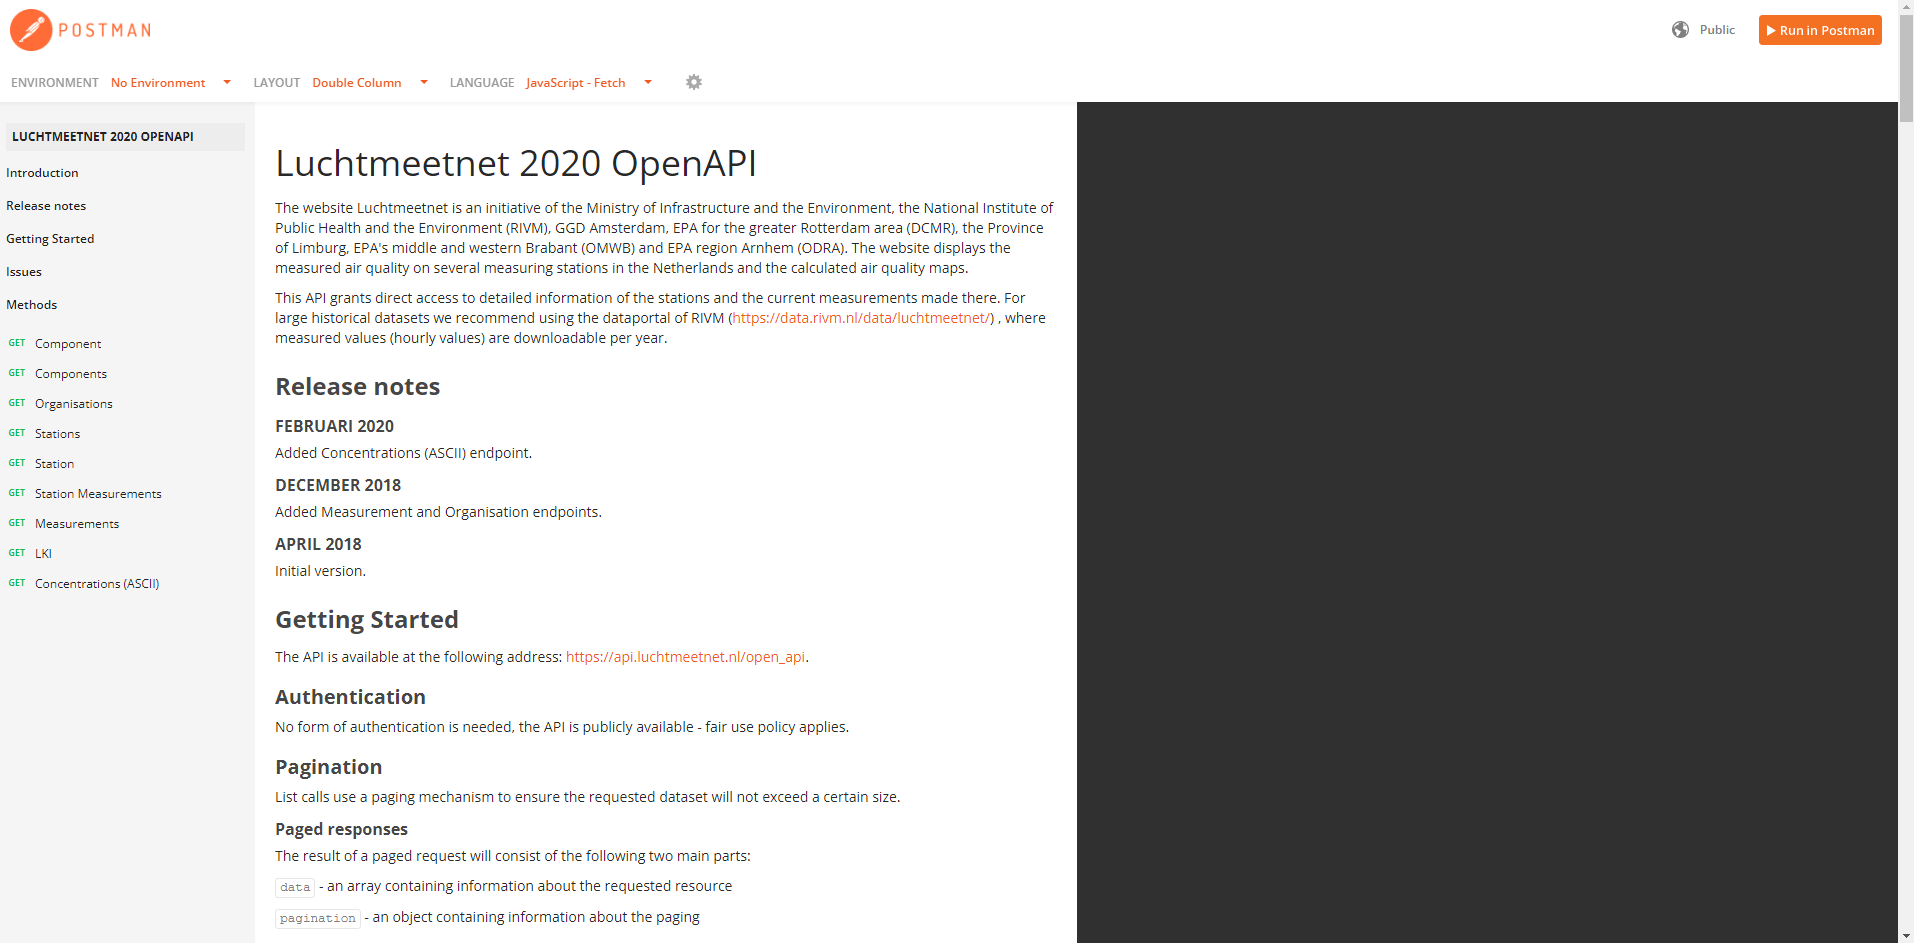 POSTMAN
Public
Run in Postman
ENVIRONMENT No Environment LAYOUT Double Column LANGUAGE JavaScript - Fetch
LUCHTMEETNET 2020 OPENAPI
Introduction
Release notes
Getting Started
Issues
Methods
GET Component
GET Components
GET Organisations
GET Stations
GET Station
GET Station Measurements
GET Measurements
GET LKI
GET Concentrations (ASCII)
Luchtmeetnet 2020 OpenAPI
The website Luchtmeetnet is an initiative of the Ministry of Infrastructure and the Environment, the National Institute of
Public Health and the Environment (RIVM), GGD Amsterdam, EPA for the greater Rotterdam area (DCMR), the Province
of Limburg, EPA's middle and western Brabant (OMWB) and EPA region Arnhem (ODRA). The website displays the
measured air quality on several measuring stations in the Netherlands and the calculated air quality maps.
This API grants direct access to detailed information of the stations and the current measurements made there. For
large historical datasets we recommend using the dataportal of RIVM (https://data.rivm.nl/data/luchtmeetnet/) , where
measured values (hourly values) are downloadable per year.
Release notes
FEBRUARI 2020
Added Concentrations (ASCII) endpoint.
DECEMBER 2018
Added Measurement and Organisation endpoints.
APRIL 2018
Initial version.
Getting Started
The API is available at the following address: https://api.luchtmeetnet.nl/open_api.
Authentication
No form of authentication is needed, the API is publicly available - fair use policy applies.
Pagination
List calls use a paging mechanism to ensure the requested dataset will not exceed a certain size.
Paged responses
The result of a paged request will consist of the following two main parts:
data - an array containing information about the requested resource
pagination - an object containing information about the paging